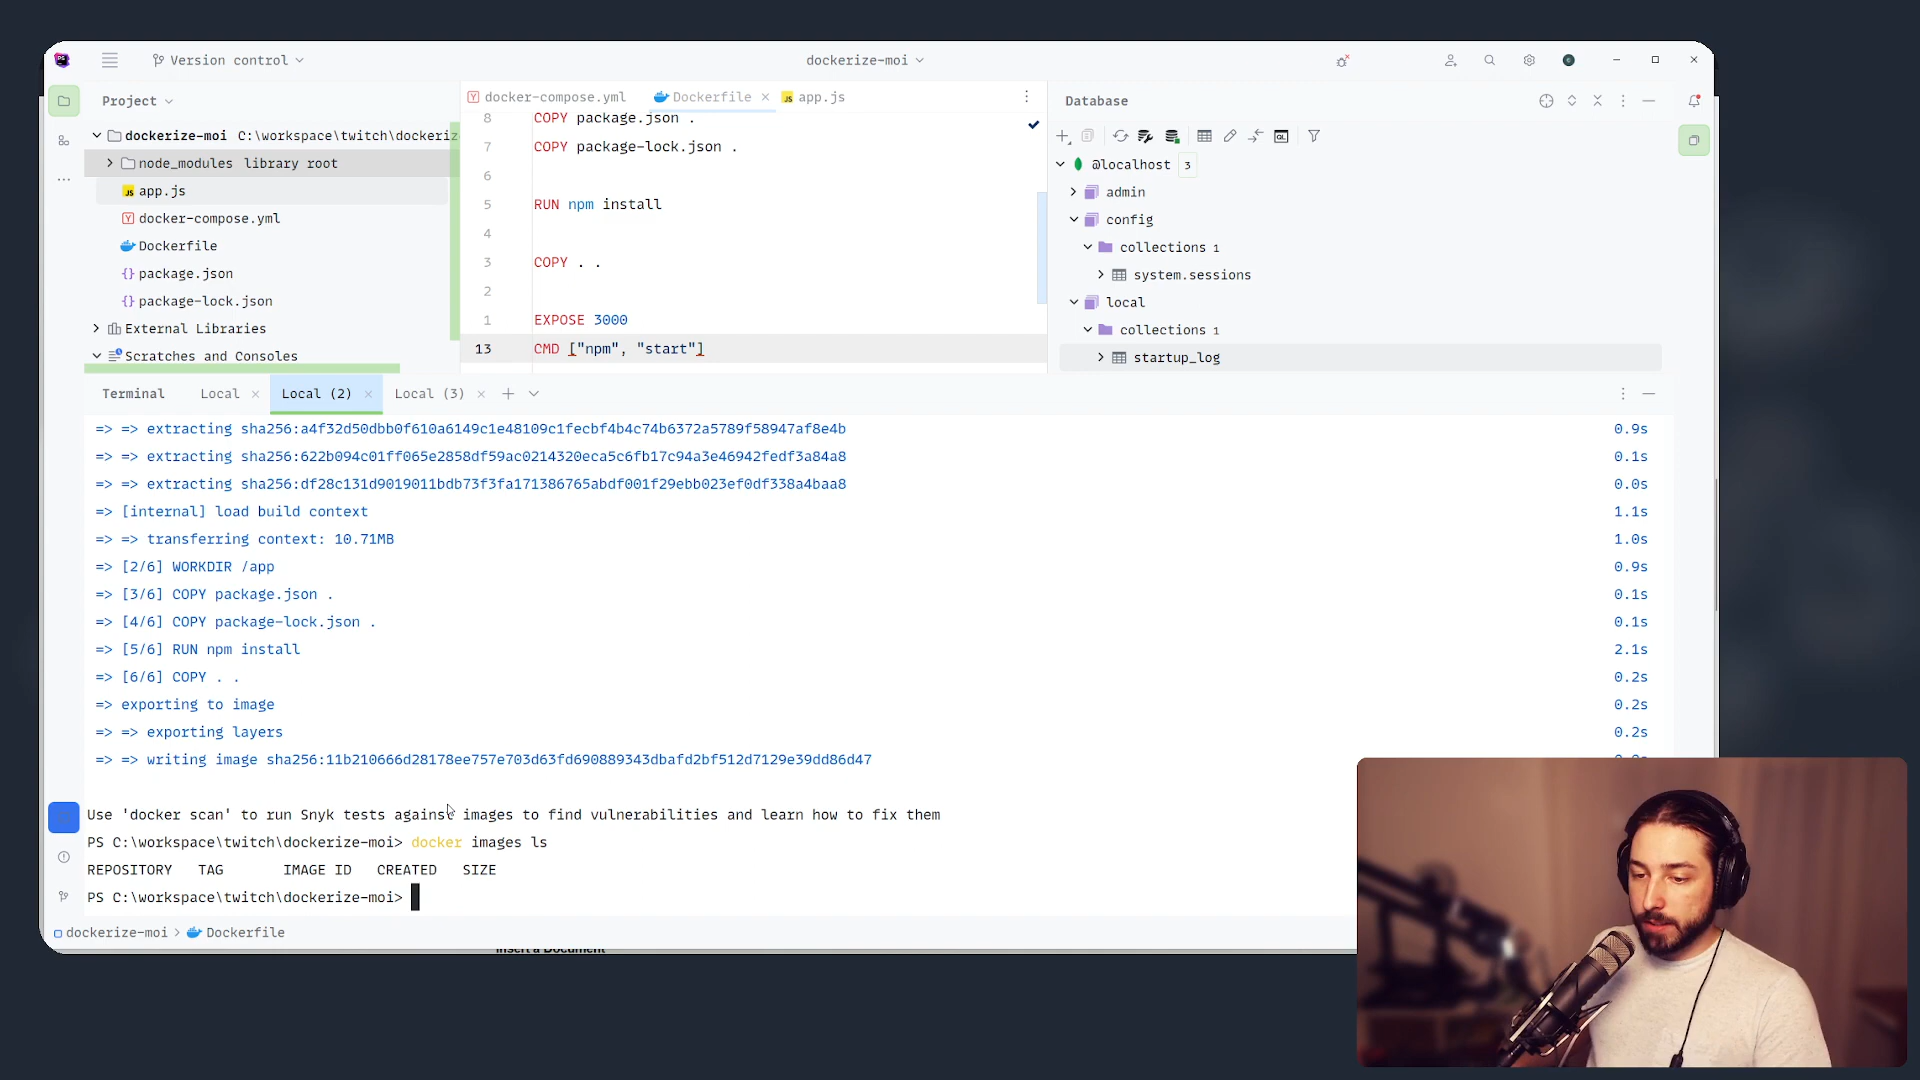 PS
Version control
dockerize-moi
Project
docker-compose.yml
Dockerfile
app.js
Database
dockerize-moi C:\workspace\twitch\dockeriz
node_modules library root
app.js
docker-compose.yml
Dockerfile
package.json
package-lock.json
External Libraries
Scratches and Consoles
8 COPY package.json .
7 COPY package-lock.json .
6
5 RUN npm install
4
3 COPY . .
2
1 EXPOSE 3000
13 CMD ["npm", "start"]
@localhost 3
admin
config
collections 1
system.sessions
local
collections 1
startup_log
Terminal Local Local (2) Local (3)
=> => extracting sha256:a4f32d50dbb0f610a6149c1e48109c1fecbf4b4c74b6372a5789f58947af8e4b 0.9s
=> => extracting sha256:622b094c01ff065e2858df59ac0214320eca5c6fb17c94a3e46942fedf3a84a8 0.1s
=> => extracting sha256:df28c131d9019011bdb73f3fa171386765abdf001f29ebb023ef0df338a4baa8 0.0s
=> [internal] load build context 1.1s
=> => transferring context: 10.71MB 1.0s
=> [2/6] WORKDIR /app 0.9s
=> [3/6] COPY package.json . 0.1s
=> [4/6] COPY package-lock.json . 0.1s
=> [5/6] RUN npm install 2.1s
=> [6/6] COPY . . 0.2s
=> exporting to image 0.2s
=> => exporting layers 0.2s
=> => writing image sha256:11b210666d28178ee757e703d63fd690889343dbafd2bf512d7129e39dd86d47
Use 'docker scan' to run Snyk tests against images to find vulnerabilities and learn how to fix them
PS C:\workspace\twitch\dockerize-moi> docker images ls
REPOSITORY TAG IMAGE ID CREATED SIZE
PS C:\workspace\twitch\dockerize-moi>
dockerize-moi > Dockerfile
Insert a Document